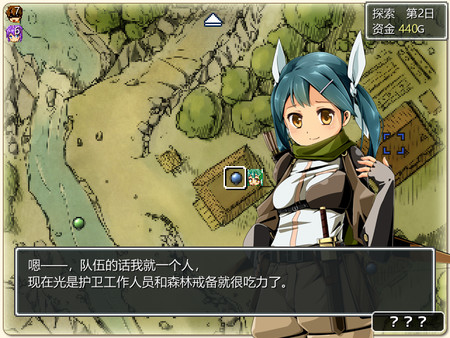 7
5
探索 第2日
资金 440G
嗯——，队伍的话我就一个人，
现在光是护卫工作人员和森林戒备就很吃力了。
？？？